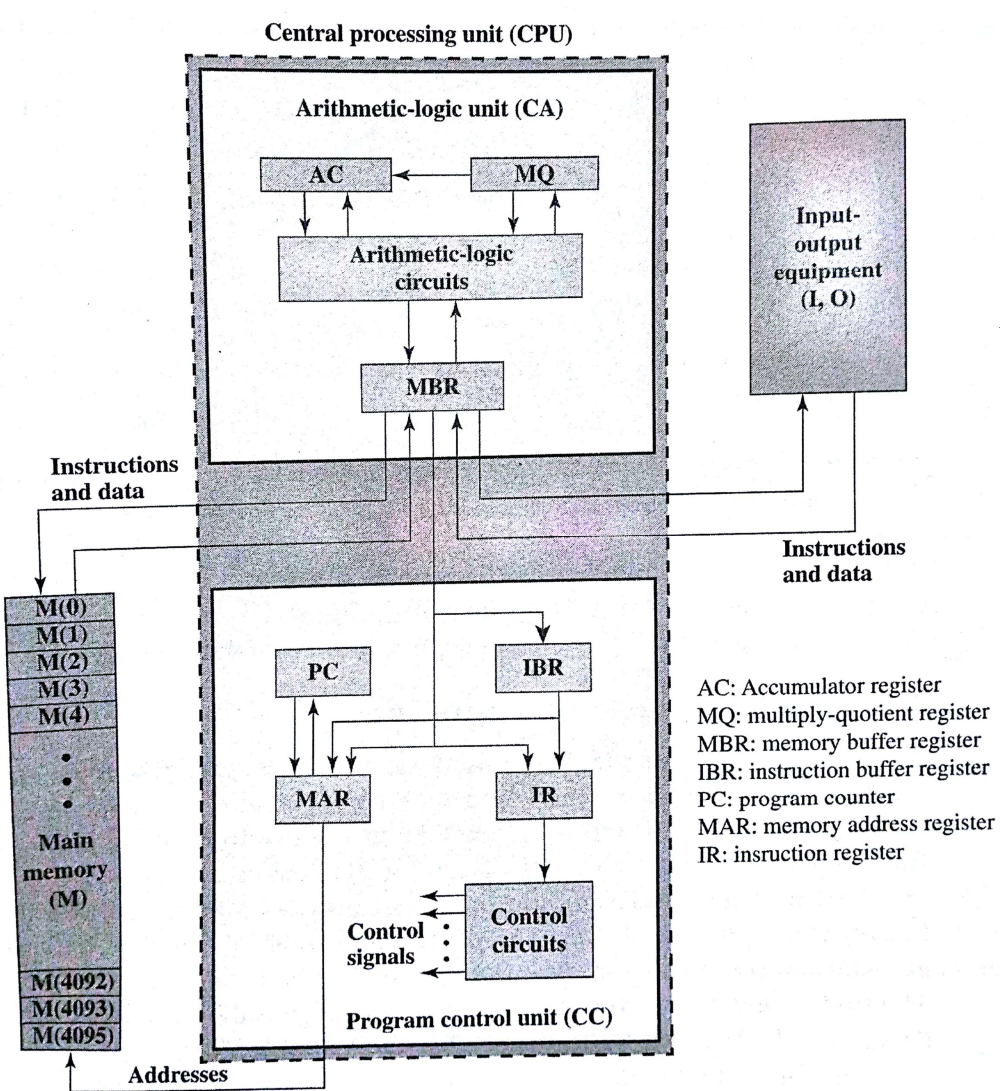 Central processing unit (CPU)
Arithmetic-logic unit (CA)
AC
MQ
Arithmetic-logic
circuits
MBR
Input-
output
equipment
(I, O)
Instructions
and data
Instructions
and data
M(0)
M(1)
M(2)
M(3)
M(4)
Main
memory
(M)
M(4092)
M(4093)
M(4095)
PC
IBR
MAR
IR
Control
signals
Control
circuits
Program control unit (CC)
Addresses
AC: Accumulator register
MQ: multiply-quotient register
MBR: memory buffer register
IBR: instruction buffer register
PC: program counter
MAR: memory address register
IR: insruction register